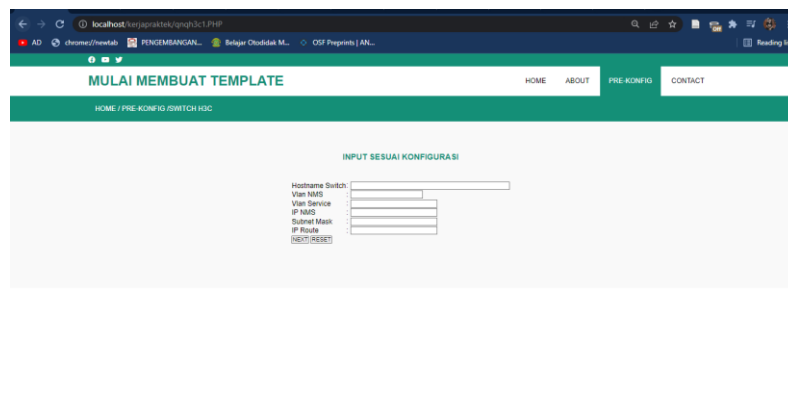 localhost/kerjapraktek/qnqh3c1.PHP
AD chrome://newtab PENGEMBANGAN... Belajar Otodidak M... OSF Preprints | AN... Reading li
MULAI MEMBUAT TEMPLATE
HOME ABOUT PRE-KONFIG CONTACT
HOME / PRE-KONFIG /SWITCH H3C
INPUT SESUAI KONFIGURASI
Hostname Switch:
Vlan NMS :
Vlan Service :
IP NMS :
Subnet Mask :
IP Route :
NEXT RESET